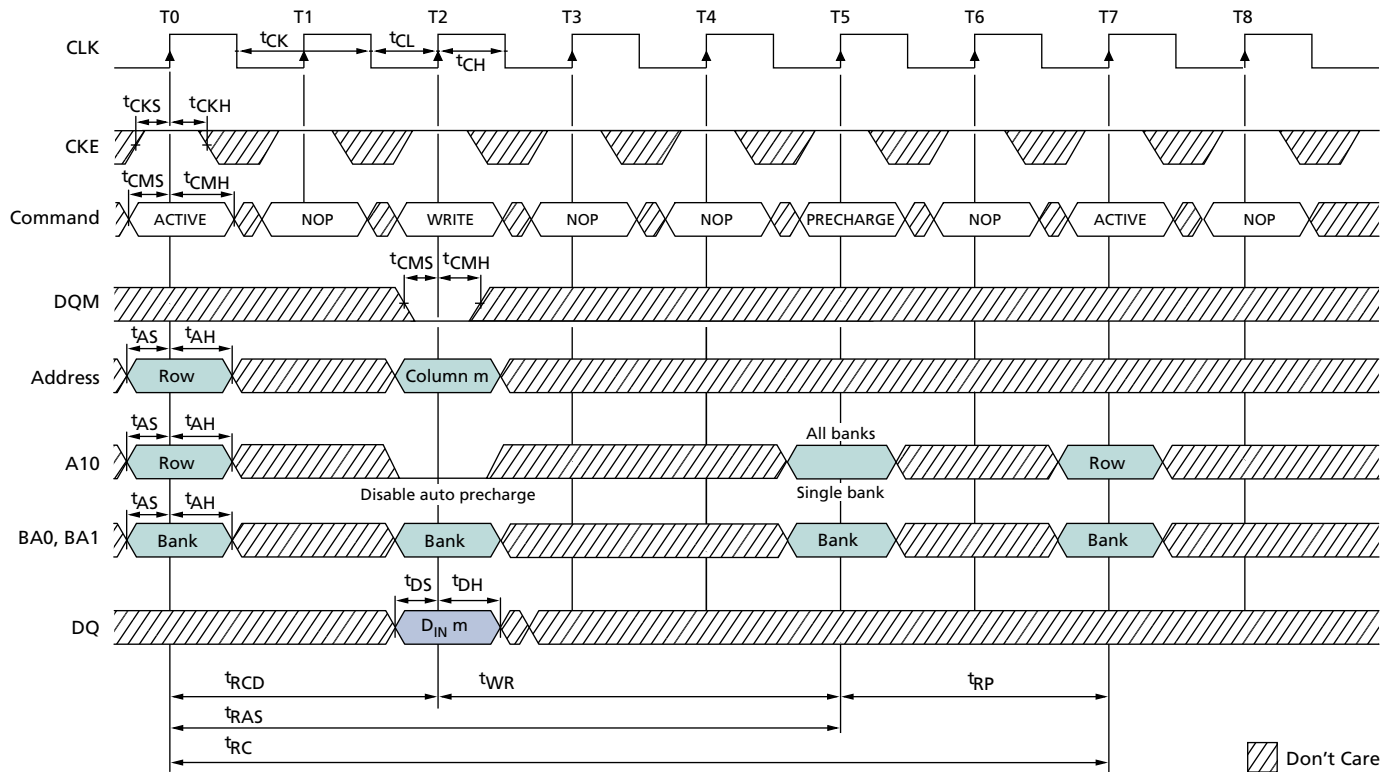 T0 T1 T2 T3 T4 T5 T6 T7 T8
CLK
tCK tCL
tCH
tCKS tCKH
CKE
tCMS tCMH
Command ACTIVE NOP WRITE NOP NOP PRECHARGE NOP ACTIVE NOP
tCMS tCMH
DQM
tAS tAH
Address Row Column m
tAS tAH
All banks
A10 Row Row
Disable auto precharge Single bank
tAS tAH
BA0, BA1 Bank Bank Bank Bank
tDS tDH
DQ DIN m
tRCD tWR tRP
tRAS
tRC
Don't Care